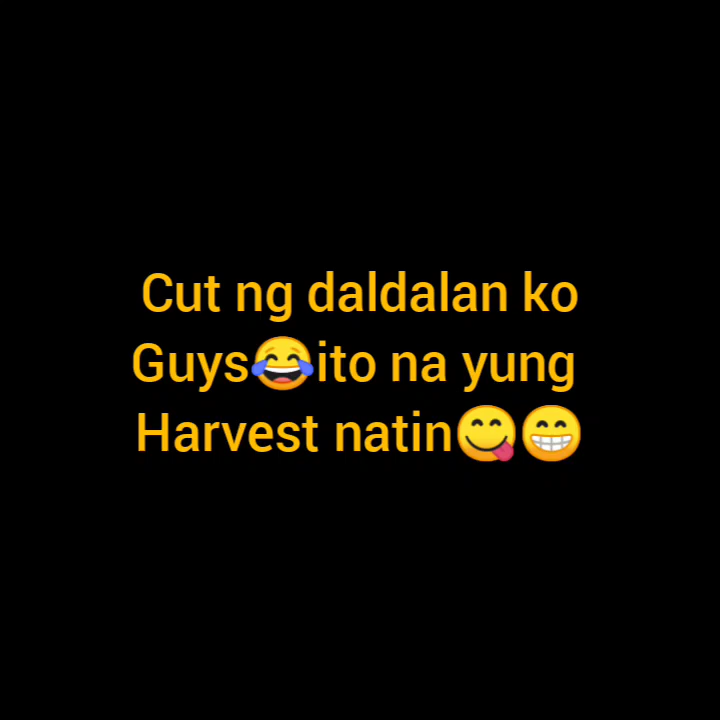 Cut ng daldalan ko
Guys😂ito na yung
Harvest natin😋😁